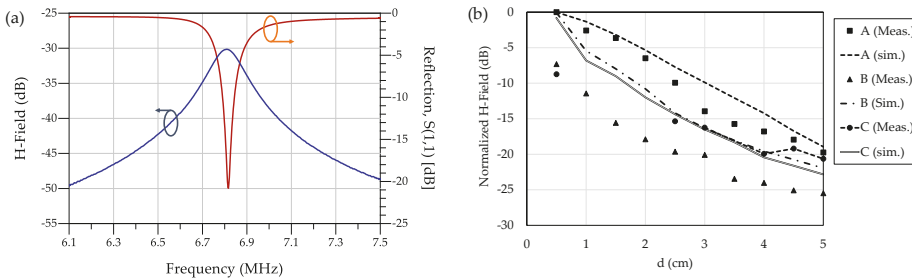 (a)
H-Field (dB)
-25
-30
-35
-40
-45
-50
-55
6.1
6.3
6.5
6.7
6.9
7.1
7.3
7.5
Frequency (MHz)
0
-5
-10
-15
-20
-25
Reflection, S(1,1) [dB]
(b)
Normalized H-Field (dB)
0
-5
-10
-15
-20
-25
-30
0
1
2
3
4
5
d (cm)
A (Meas.)
A (sim.)
B (Meas.)
B (Sim.)
C (Meas.)
C (sim.)